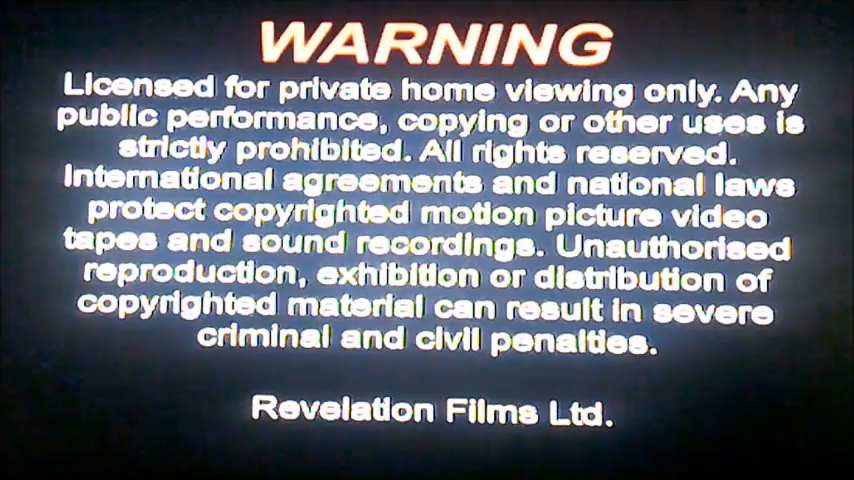 WARNING
Licensed for private home viewing only. Any
public performance, copying or other uses is
strictly prohibited. All rights reserved.
International agreements and national laws
protect copyrighted motion picture video
tapes and sound recordings. Unauthorised
reproduction, exhibition or distribution of
copyrighted material can result in severe
criminal and civil penalties.
Revelation Films Ltd.